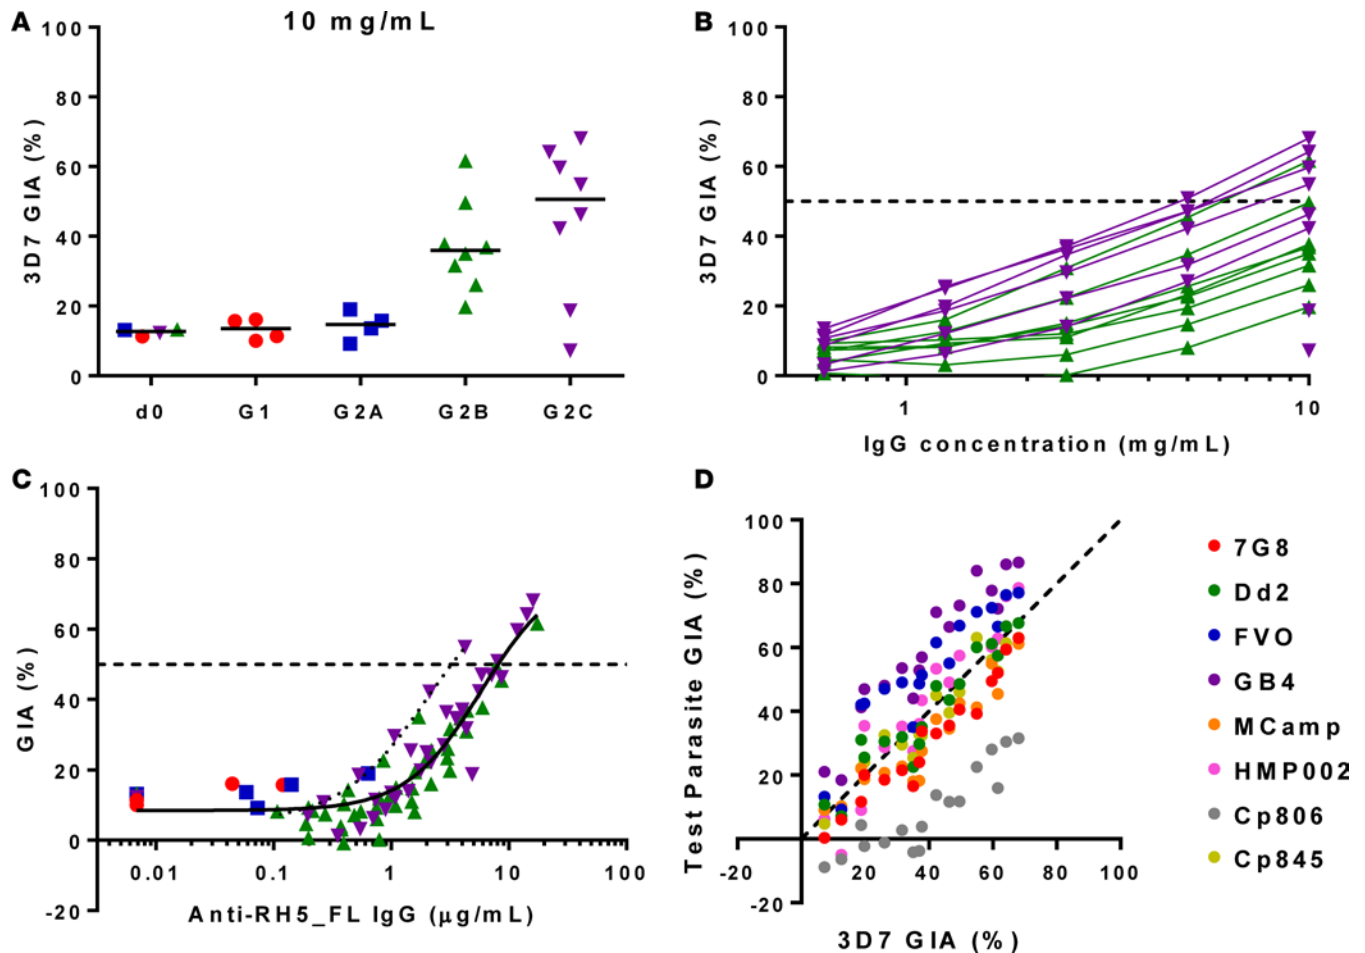 A
10 mg/mL
3D7 GIA (%)
100
80
60
40
20
0
d0 G1 G2A G2B G2C
B
3D7 GIA (%)
100
80
60
40
20
0
1 10
IgG concentration (mg/mL)
C
GIA (%)
100
80
60
40
20
0
-20
0.01 0.1 1 10 100
Anti-RH5_FL IgG (μg/mL)
D
Test Parasite GIA (%)
100
80
60
40
20
-20
-20 20 40 60 80 100
3D7 GIA (%)
7G8
Dd2
FVO
GB4
MCamp
HMP002
Cp806
Cp845